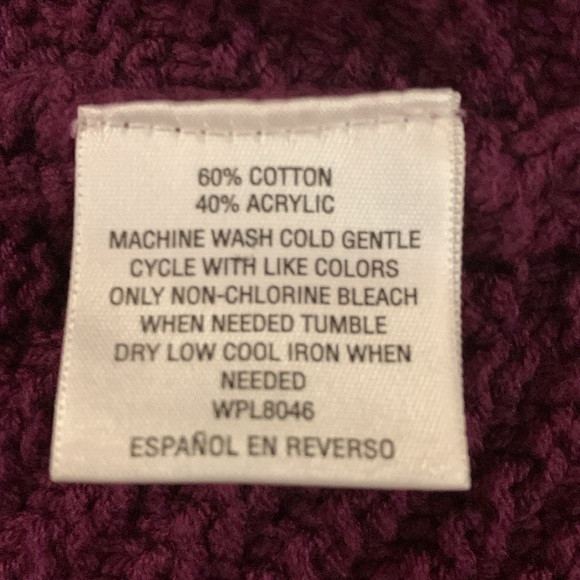 60% COTTON
40% ACRYLIC
MACHINE WASH COLD GENTLE
CYCLE WITH LIKE COLORS
ONLY NON-CHLORINE BLEACH
WHEN NEEDED TUMBLE
DRY LOW COOL IRON WHEN
NEEDED
WPL8046
ESPAÑOL EN REVERSO